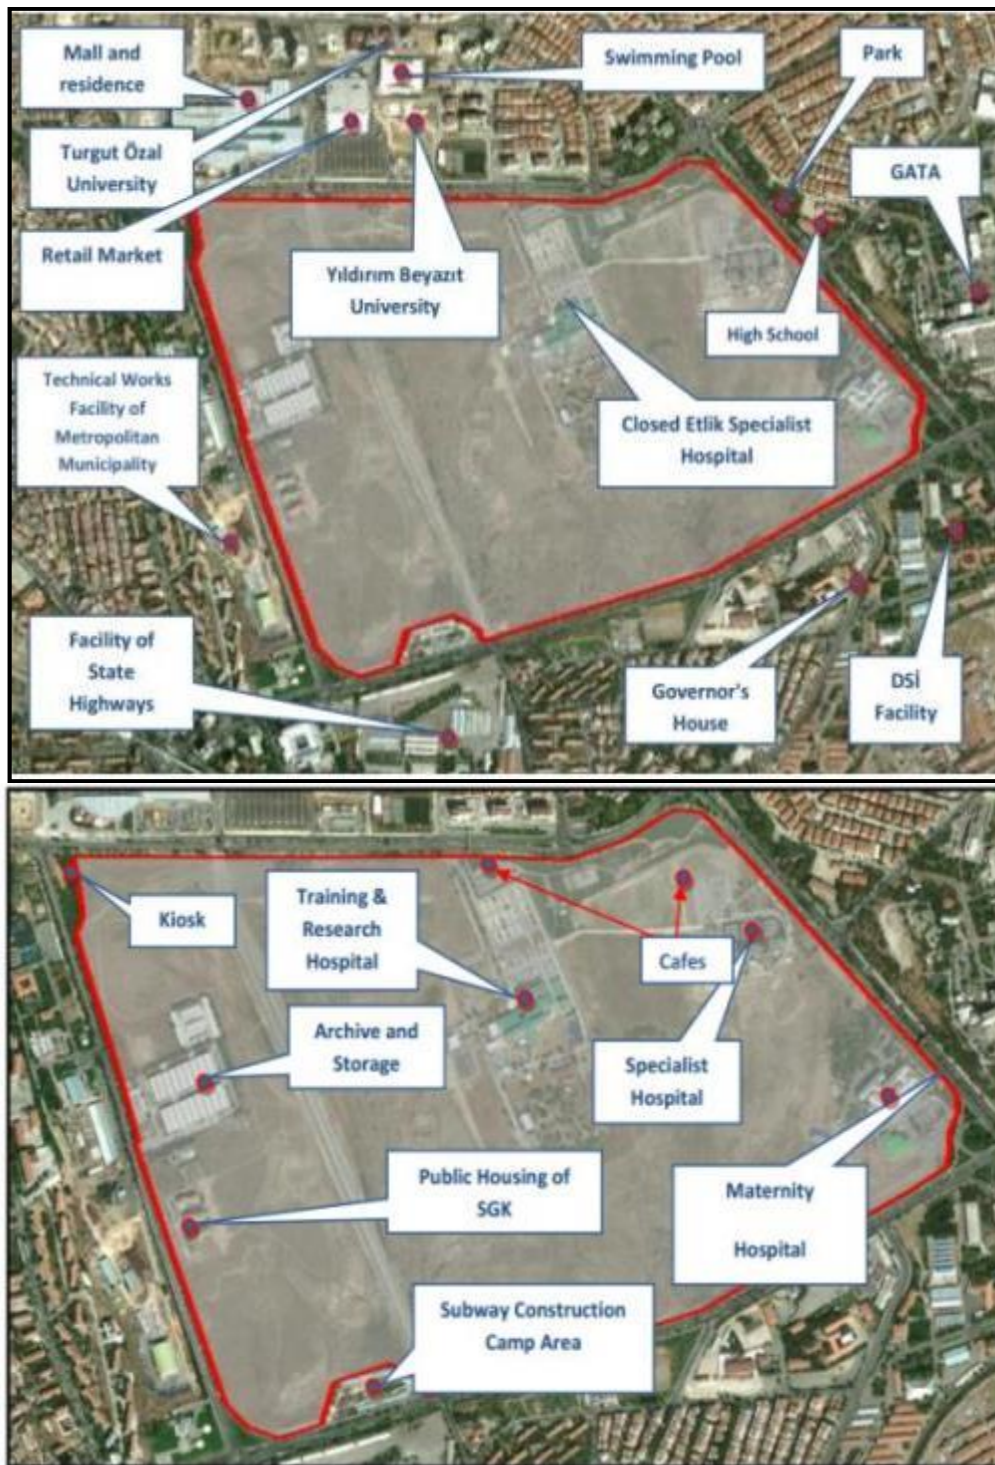 Mall and
residence
Swimming Pool
Park
Turgut Özal
University
GATA
Retail Market
Yıldırım Beyazıt
University
High School
Technical Works
Facility of
Metropolitan
Municipality
Closed Etlik Specialist
Hospital
Facility of
State
Highways
Governor's
House
DSİ
Facility
Kiosk
Training &
Research
Hospital
Cafes
Archive and
Storage
Specialist
Hospital
Public Housing of
SGK
Maternity
Hospital
Subway Construction
Camp Area